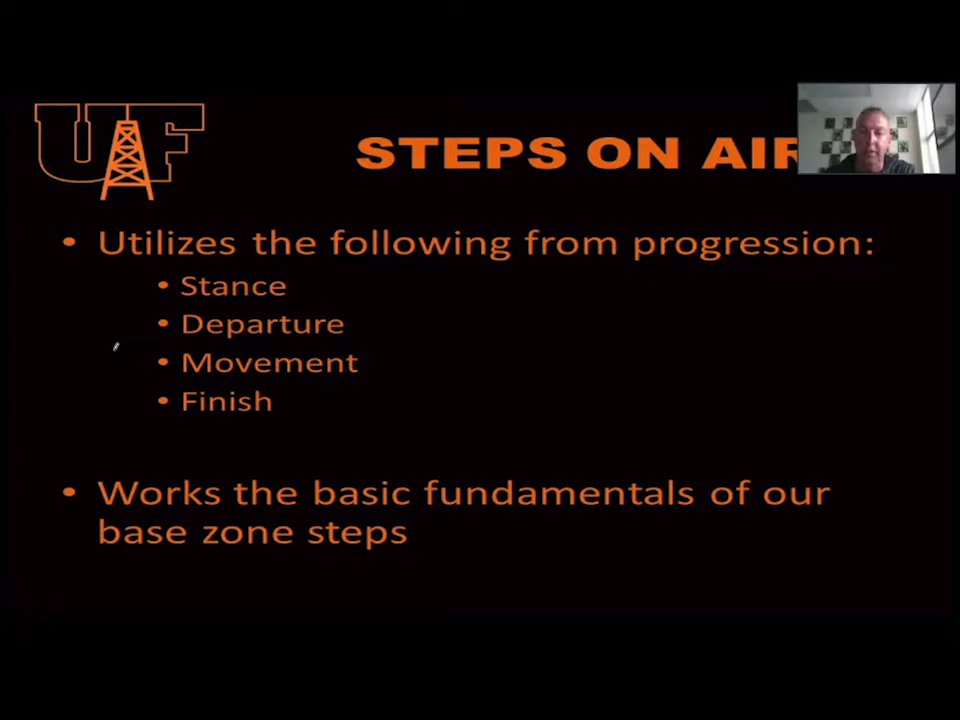 UF
STEPS ON AIR
• Utilizes the following from progression:
• Stance
• Departure
• Movement
• Finish
• Works the basic fundamentals of our
base zone steps